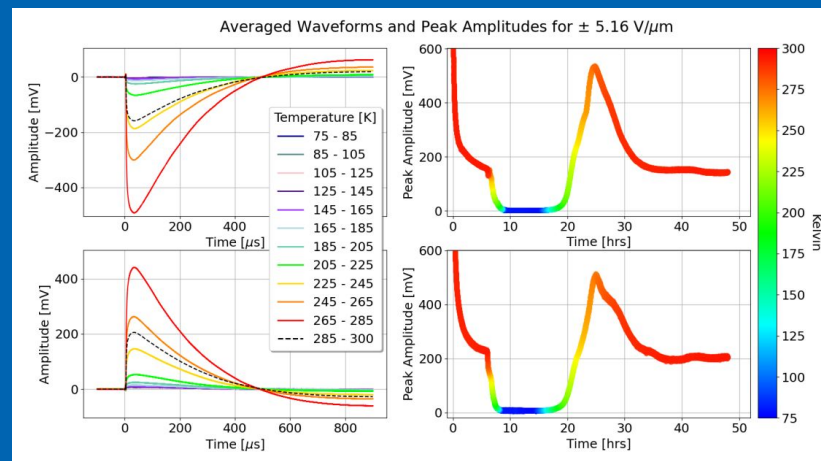 Averaged Waveforms and Peak Amplitudes for ± 5.16 V/μm
Amplitude [mV]
0
−200
−400
0 200 400
Time [μs]
Temperature [K]
75 - 85
85 - 105
105 - 125
125 - 145
145 - 165
165 - 185
185 - 205
205 - 225
225 - 245
245 - 265
265 - 285
285 - 300
Peak Amplitude [mV]
600
400
200
0
0 10 20 30 40 50
Time [hrs]
Amplitude [mV]
400
200
0
0 200 400 600 800
Time [μs]
Peak Amplitude [mV]
600
400
200
0
0 10 20 30 40 50
Time [hrs]
300
275
250
225
200
175
150
125
100
75
Kelvin